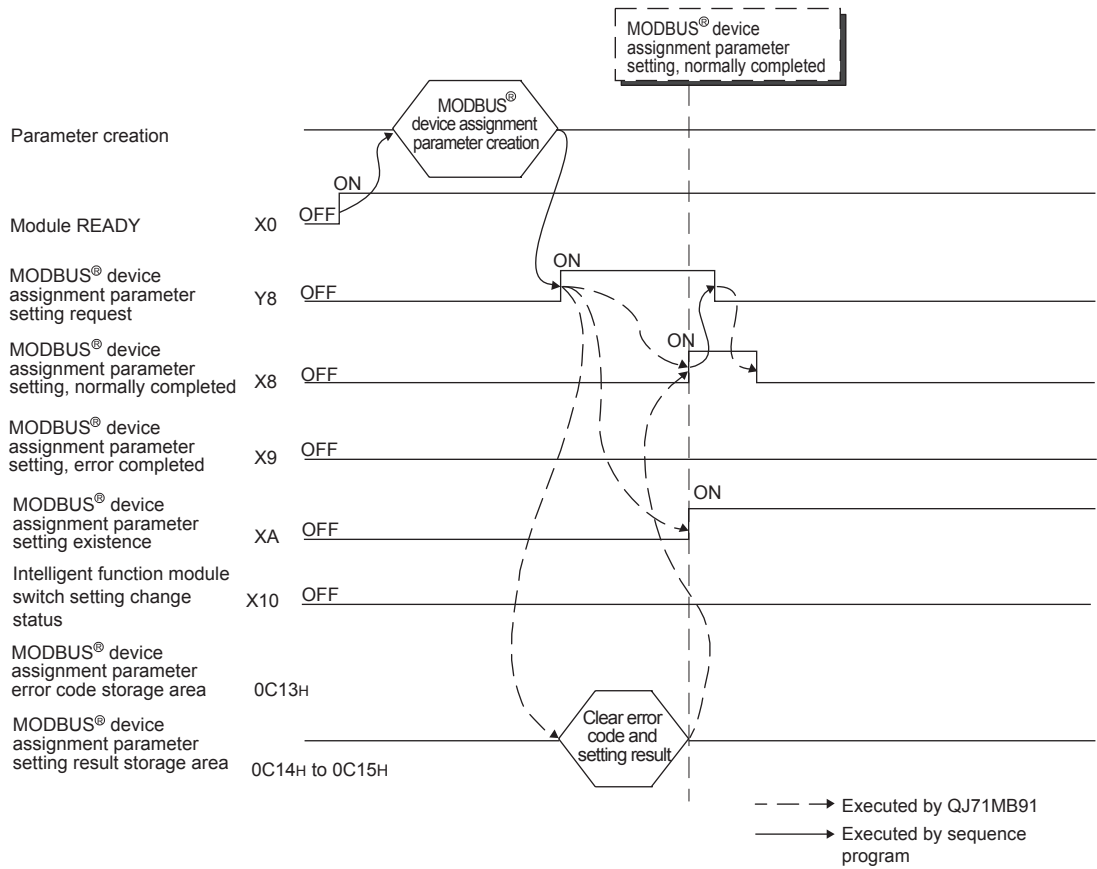 MODBUS® device
assignment parameter
setting, normally completed
MODBUS®
device assignment
parameter creation
Parameter creation
ON
Module READY X0 OFF
MODBUS® device
assignment parameter
setting request Y8 OFF
ON
MODBUS® device
assignment parameter
setting, normally completed X8 OFF
ON
MODBUS® device
assignment parameter
setting, error completed X9 OFF
MODBUS® device
assignment parameter
setting existence XA OFF
ON
Intelligent function module
switch setting change
status X10 OFF
MODBUS® device
assignment parameter
error code storage area 0C13H
MODBUS® device
assignment parameter
setting result storage area 0C14H to 0C15H
Clear error
code and
setting result
Executed by QJ71MB91
Executed by sequence
program